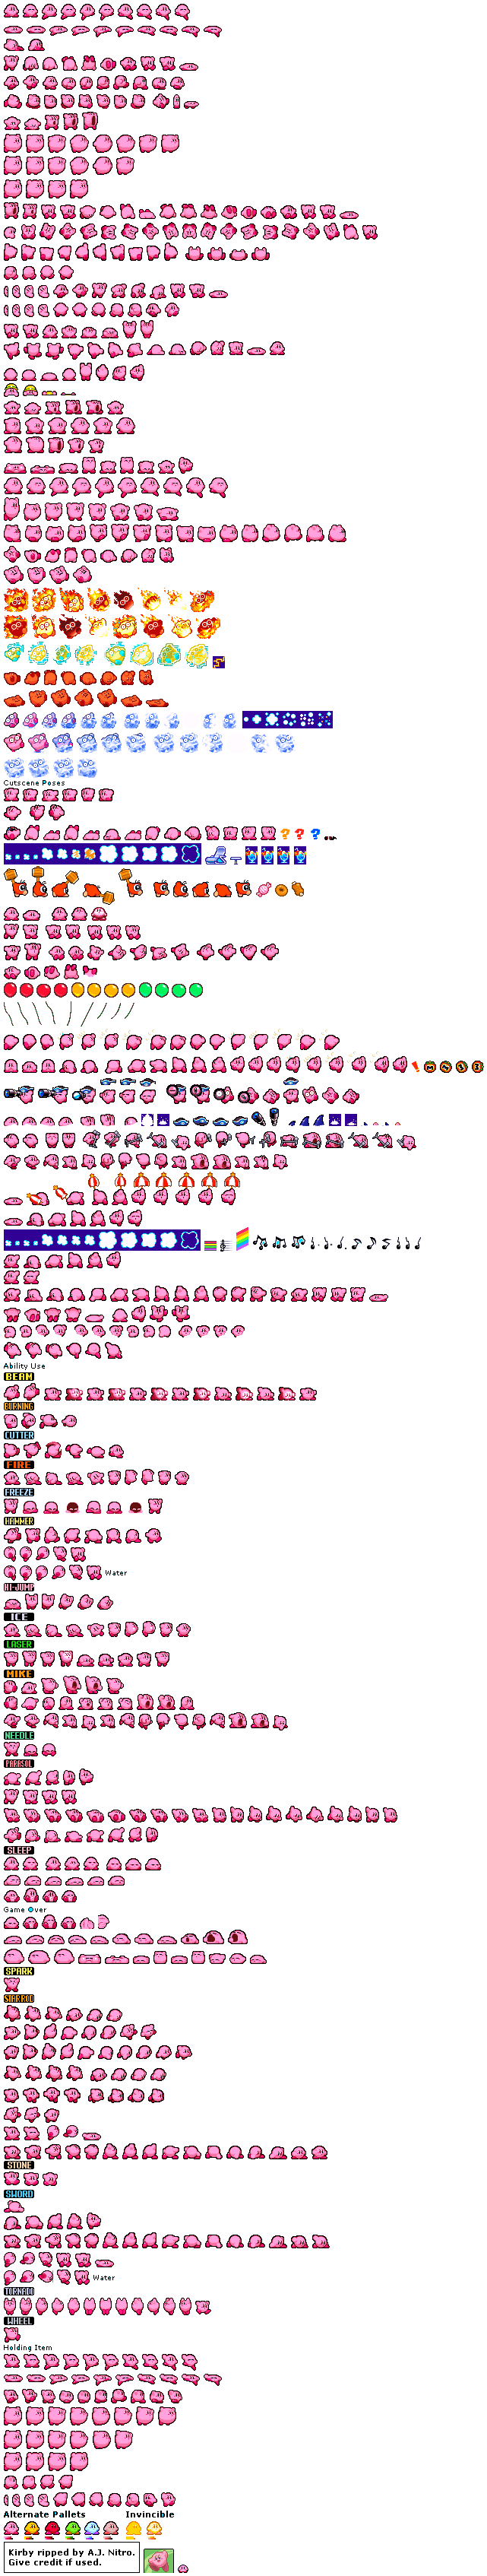 Cutscene Poses
Ability Use
BEAM
BURNING
CUTTER
FIRE
FREEZE
HAMMER
Water
HI-JUMP
ICE
LASER
MIKE
NEEDLE
PARASOL
SLEEP
Game Over
SPARK
STAR ROD
STONE
SWORD
Water
TORNADO
WHEEL
Holding Item
Alternate Pallets Invincible
Kirby ripped by A.J. Nitro.
Give credit if used.